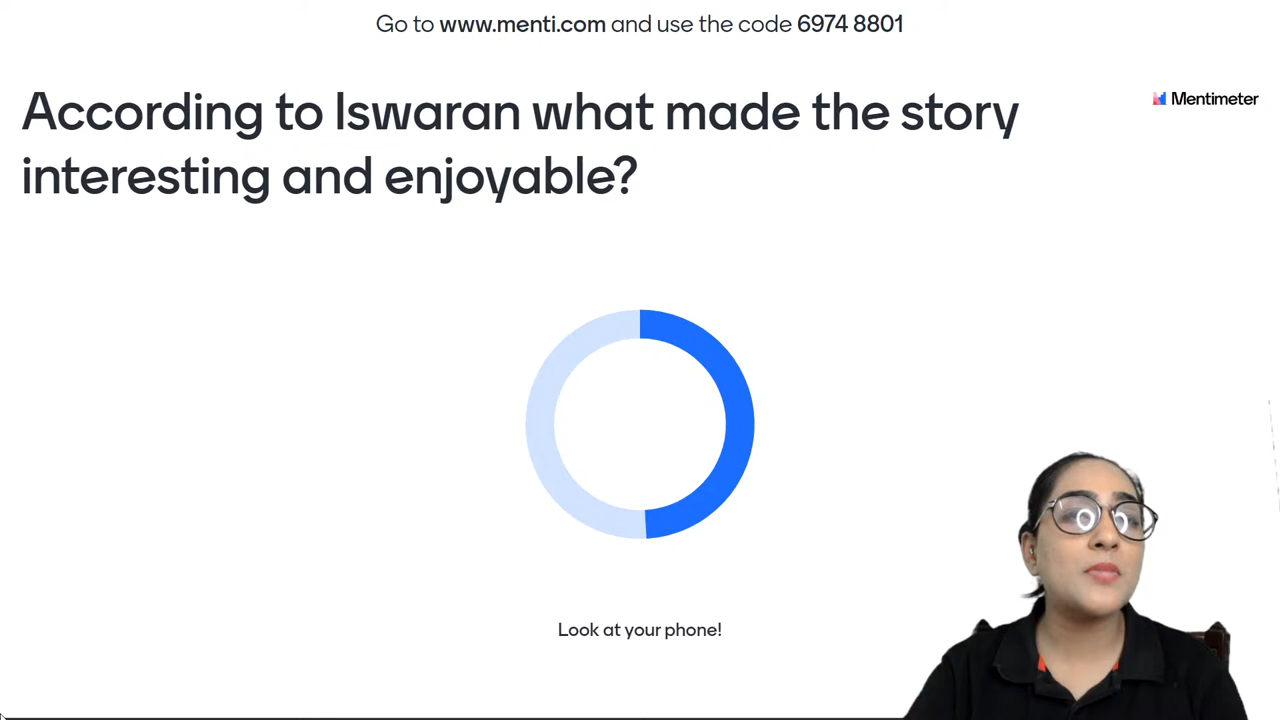 Go to www.menti.com and use the code 6974 8801
Mentimeter
According to Iswaran what made the story
interesting and enjoyable?
Look at your phone!